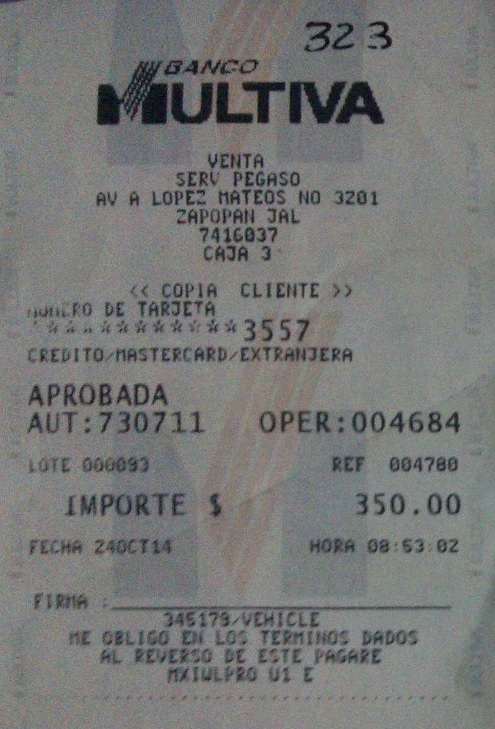 323
BANCO
MULTIVA
VENTA
SERV PEGASO
AV A LOPEZ MATEOS NO 3201
ZAPOPAN JAL
7416037
CAJA 3
<< COPIA CLIENTE >>
NUMERO DE TARJETA
************3557
CREDITO/MASTERCARD/EXTRANJERA
APROBADA
AUT:730711 OPER:004684
LOTE 000093 REF 004780
IMPORTE $ 350.00
FECHA 24OCT14 HORA 08:53:02
FIRMA :
345179/VEHICLE
ME OBLIGO EN LOS TERMINOS DADOS
AL REVERSO DE ESTE PAGARE
MXIWLPRO V1 E